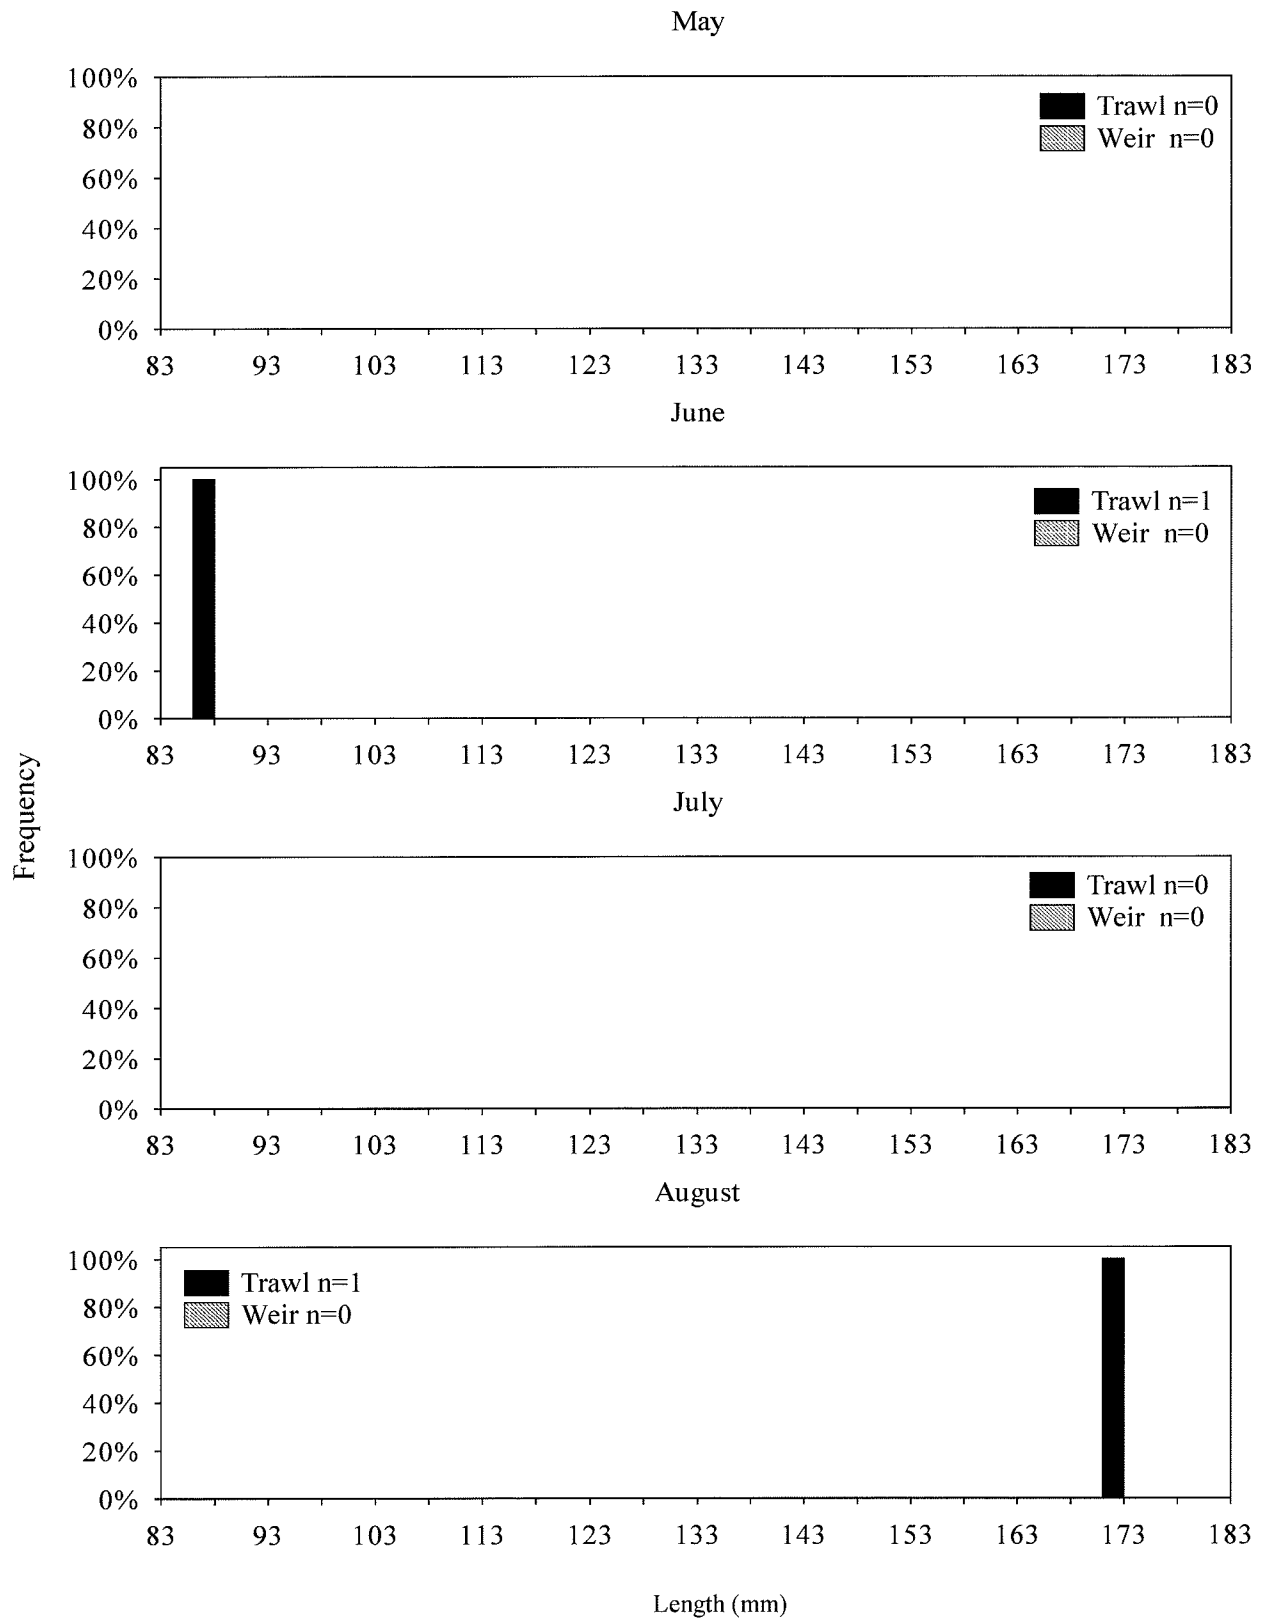 May
100%
80%
60%
40%
20%
0%
Trawl n=0
Weir n=0
83 93 103 113 123 133 143 153 163 173 183
June
100%
80%
60%
40%
20%
0%
Trawl n=1
Weir n=0
83 93 103 113 123 133 143 153 163 173 183
Frequency
July
100%
80%
60%
40%
20%
0%
Trawl n=0
Weir n=0
83 93 103 113 123 133 143 153 163 173 183
August
100%
80%
60%
40%
20%
0%
Trawl n=1
Weir n=0
83 93 103 113 123 133 143 153 163 173 183
Length (mm)